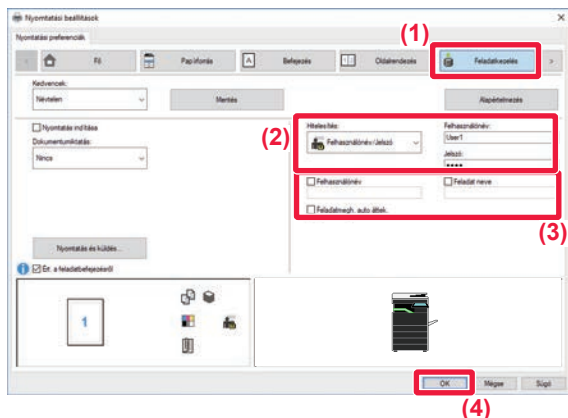 Nyomtatási beállítások
Nyomtatási preferenciák
(1)
Fő
Papírforrás
Befejezés
Oldalrendezés
Feladatkezelés
Kedvencek:
Névtelen
Mentés
Alapértelmezés
Nyomtatás indítása
Dokumentumiktatás:
Nincs
Nyomtatás és küldés...
Ért. a feladatbefejezésről
(2)
Hitelesítés:
Felhasználónév/Jelszó
Felhasználónév:
User1
Jelszó:
••••
Felhasználónév
Feladat neve
Feladatmegh. auto áttek.
(3)
1
OK
Mégse
Súgó
(4)